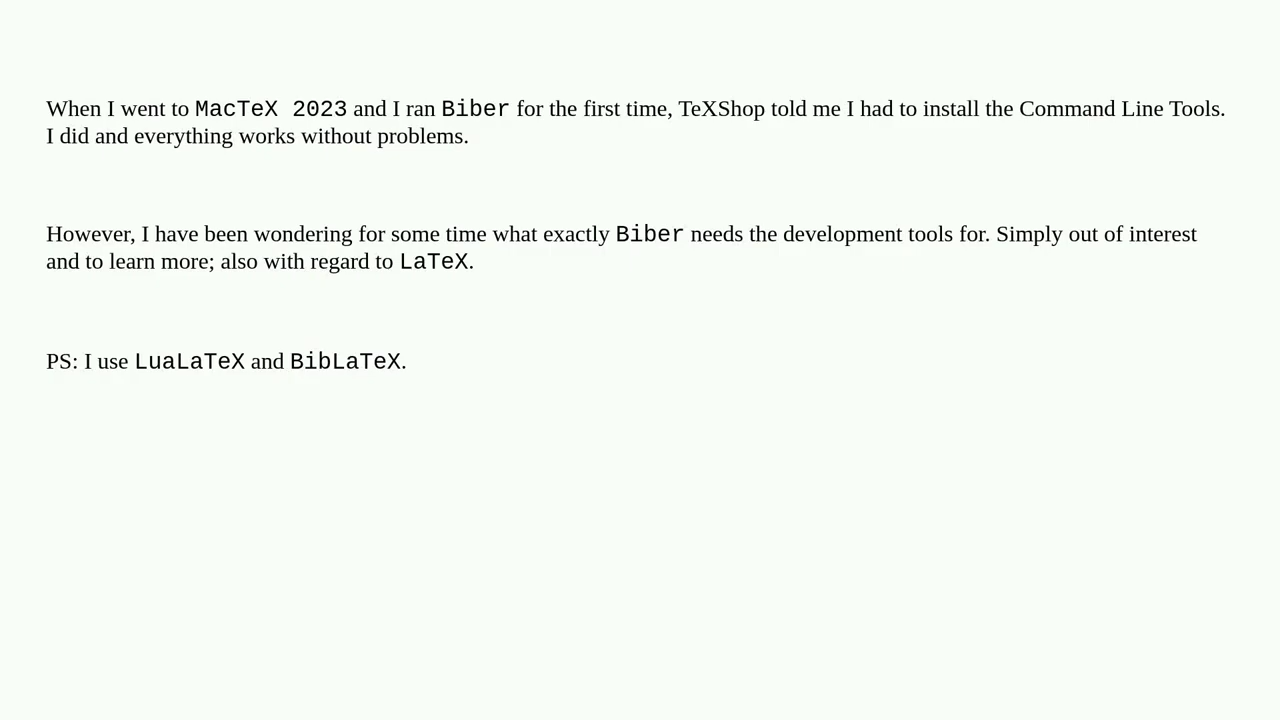 When I went to MacTeX 2023 and I ran Biber for the first time, TeXShop told me I had to install the Command Line Tools.
I did and everything works without problems.
However, I have been wondering for some time what exactly Biber needs the development tools for. Simply out of interest
and to learn more; also with regard to LaTeX.
PS: I use LuaLaTeX and BibLaTeX.